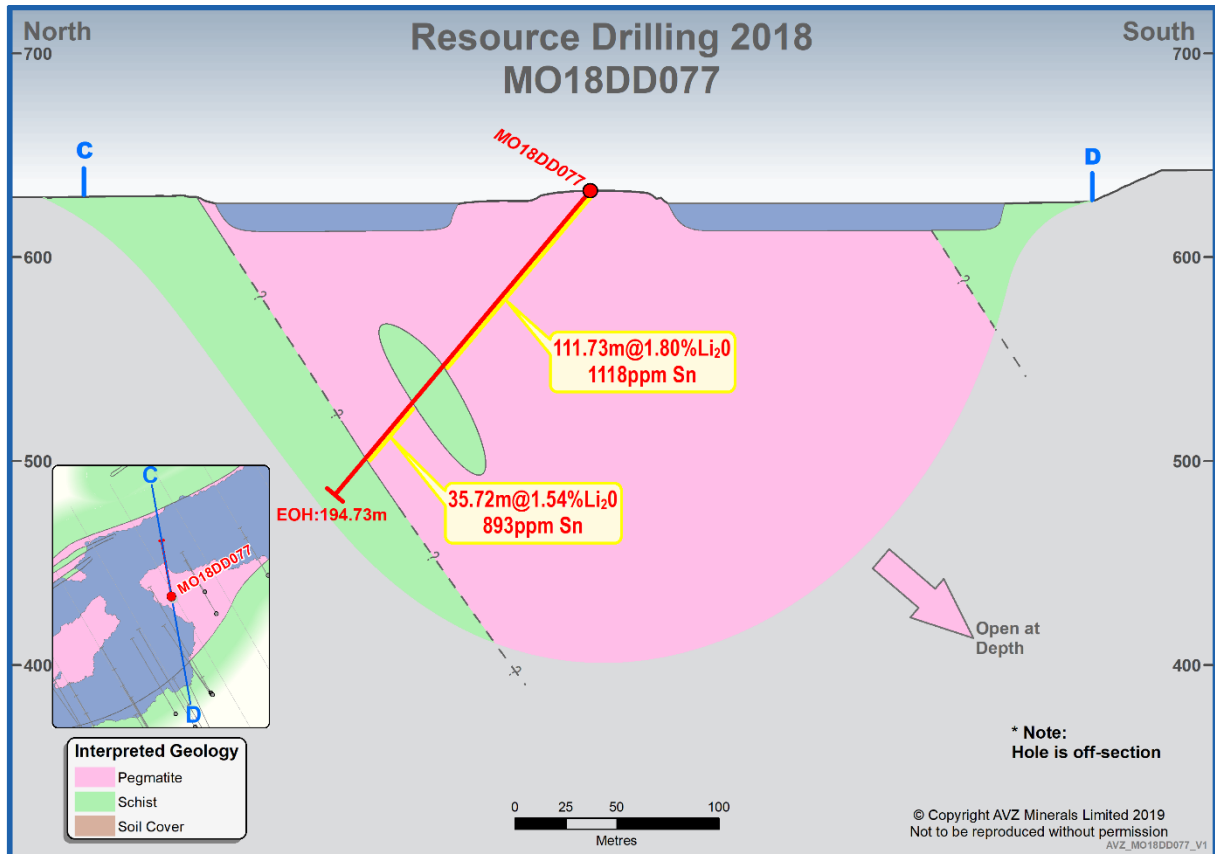 North
Resource Drilling 2018
South
MO18DD077
700
700
C
MO18DD077
D
600
600
?
?
111.73m@1.80%Li₂0
1118ppm Sn
?
500
500
35.72m@1.54%Li₂0
893ppm Sn
EOH:194.73m
?
C
MO18DD077
D
Open at
Depth
400
400
?
* Note:
Hole is off-section
Interpreted Geology
Pegmatite
Schist
Soil Cover
0 25 50 100
Metres
© Copyright AVZ Minerals Limited 2019
Not to be reproduced without permission
AVZ_MO18DD077_V1